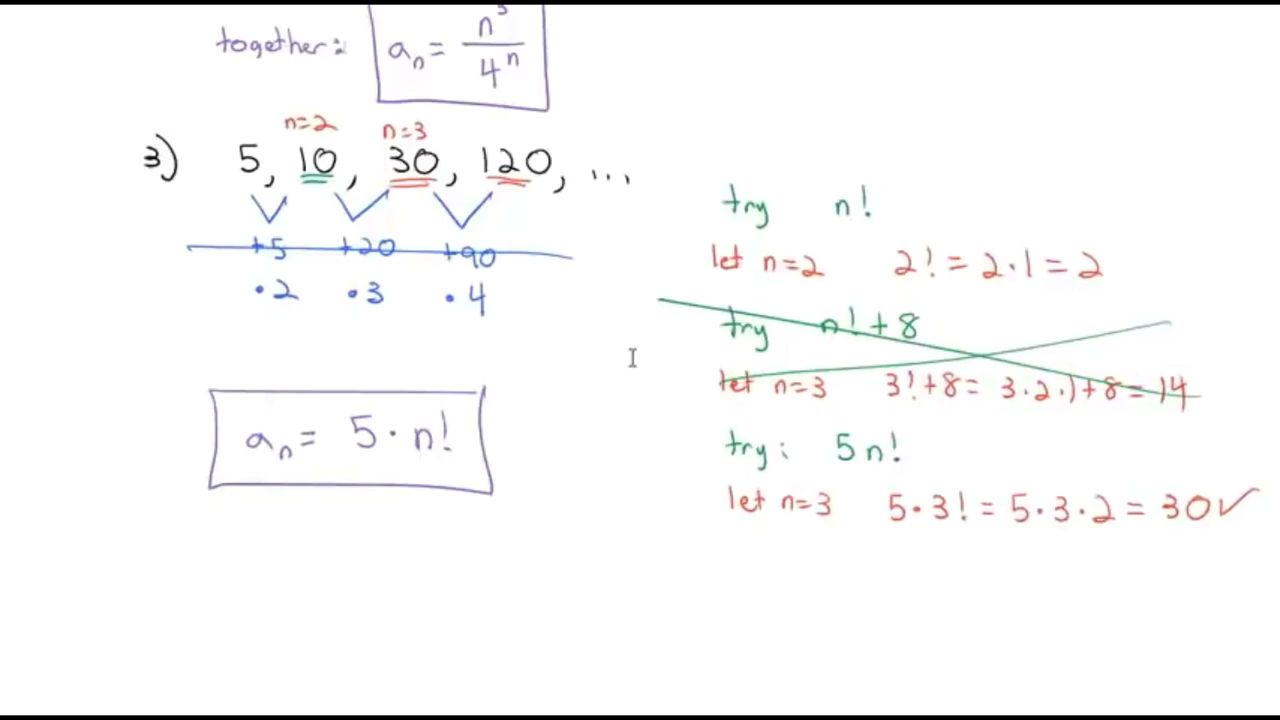 together: aₙ = n³/4ⁿ
n=2 n=3
3) 5, 10, 30, 120, ...
+5 +20 +90
·2 ·3 ·4
aₙ = 5 · n!
try n!
let n=2 2! = 2·1 = 2
try n! + 8
let n=3 3!+8 = 3·2·1+8 = 14
try: 5n!
let n=3 5·3! = 5·3·2 = 30✓